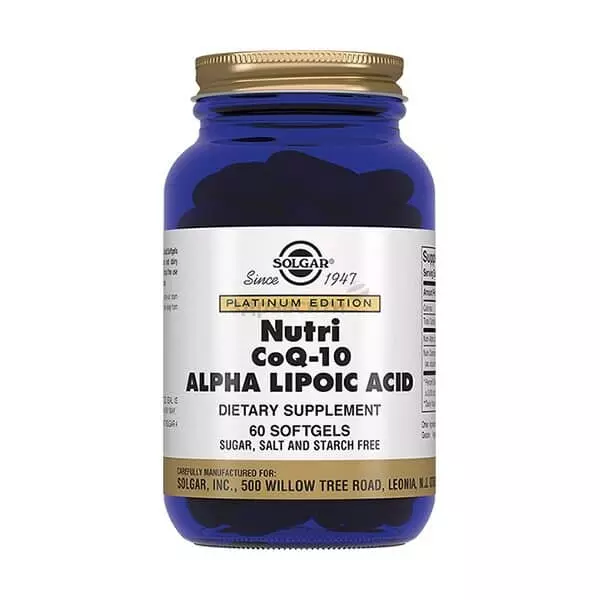 SOLGAR®
Since 1947
PLATINUM EDITION
Nutri
CoQ-10
ALPHA LIPOIC ACID
DIETARY SUPPLEMENT
60 SOFTGELS
SUGAR, SALT AND STARCH FREE
CAREFULLY MANUFACTURED FOR:
SOLGAR, INC., 500 WILLOW TREE ROAD, LEONIA, N.J.